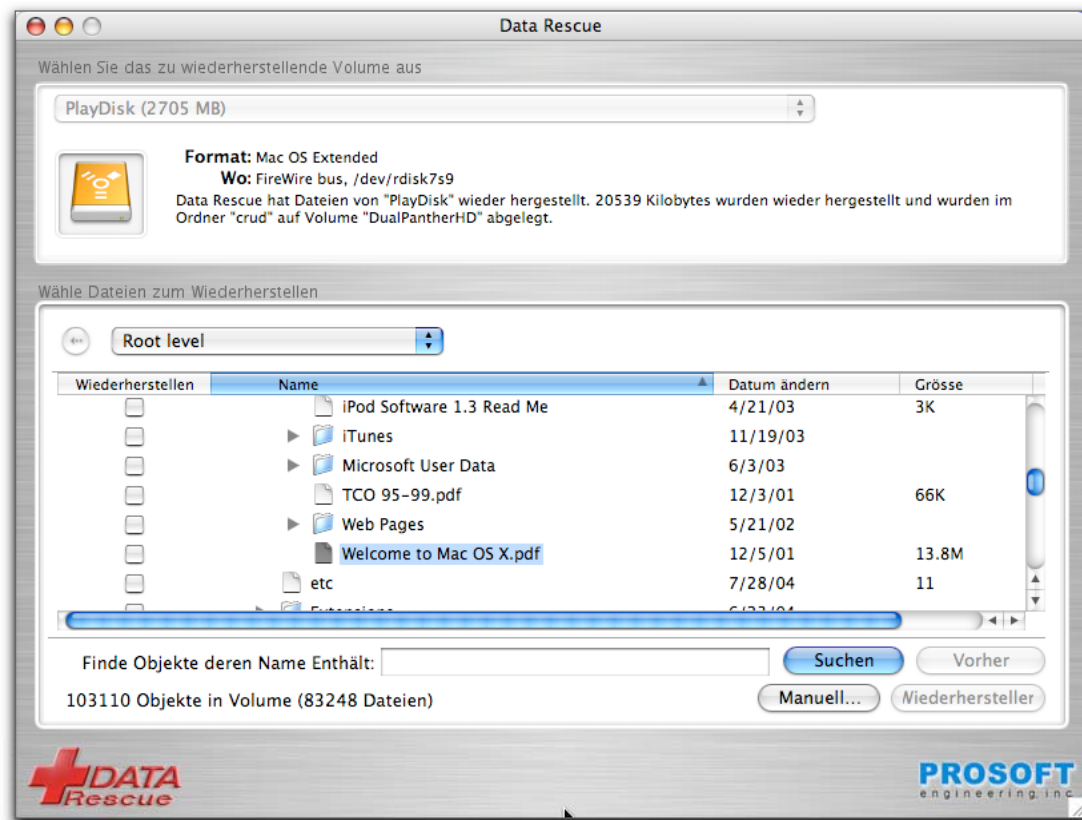 Data Rescue
Wählen Sie das zu wiederherstellende Volume aus
PlayDisk (2705 MB)
Format: Mac OS Extended
Wo: FireWire bus, /dev/rdisk7s9
Data Rescue hat Dateien von "PlayDisk" wieder hergestellt. 20539 Kilobytes wurden wieder hergestellt und wurden im
Ordner "crud" auf Volume "DualPantherHD" abgelegt.
Wähle Dateien zum Wiederherstellen
Root level
Wiederherstellen Name Datum ändern Grösse
iPod Software 1.3 Read Me 4/21/03 3K
iTunes 11/19/03
Microsoft User Data 6/3/03
TCO 95-99.pdf 12/3/01 66K
Web Pages 5/21/02
Welcome to Mac OS X.pdf 12/5/01 13.8M
etc 7/28/04 11
Extensions 6/23/04
Finde Objekte deren Name Enthält: Suchen Vorher
103110 Objekte in Volume (83248 Dateien) Manuell... Wiederhersteller
DATA
Rescue
PROSOFT
engineering, inc.